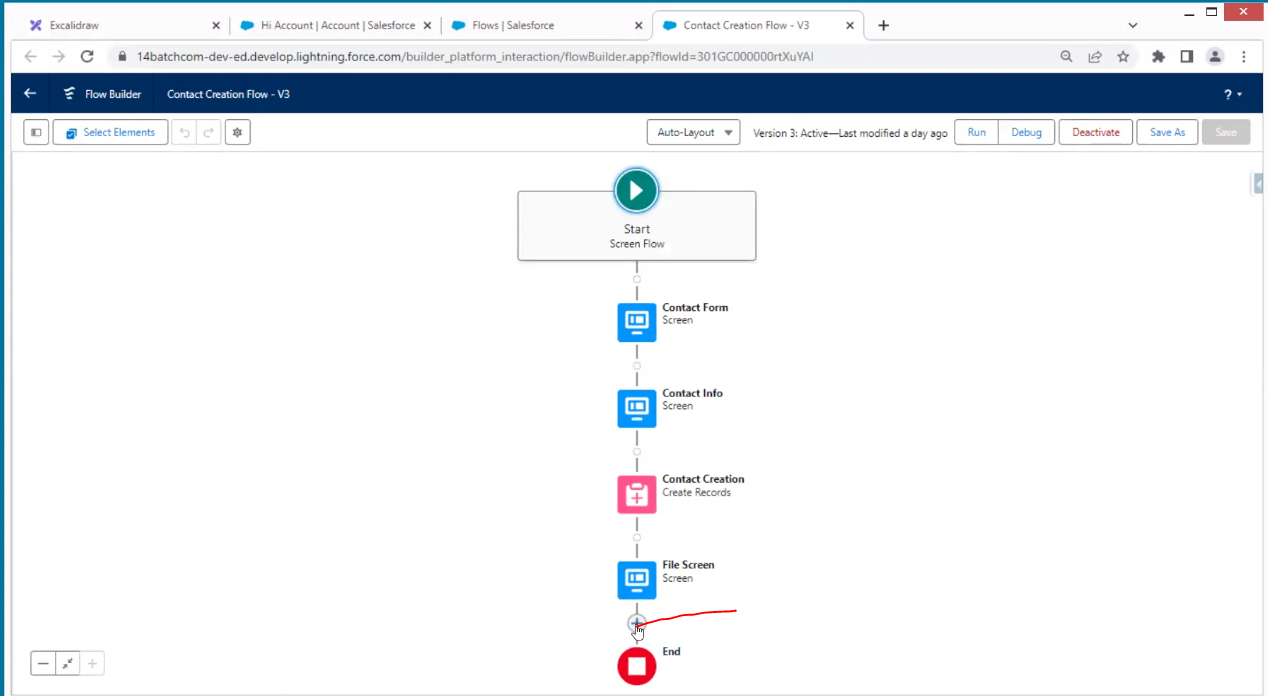 Excalidraw
Hi Account | Account | Salesforce
Flows | Salesforce
Contact Creation Flow - V3
14batchcom-dev-ed.develop.lightning.force.com/builder_platform_interaction/flowBuilder.app?flowId=301GC000000rtXuYAI
Flow Builder
Contact Creation Flow - V3
?
Select Elements
Auto-Layout
Version 3: Active—Last modified a day ago
Run
Debug
Deactivate
Save As
Save
Start
Screen Flow
Contact Form
Screen
Contact Info
Screen
Contact Creation
Create Records
File Screen
Screen
End